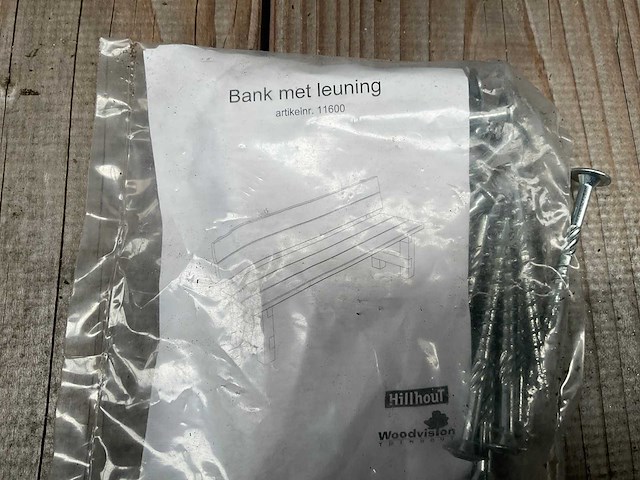 Bank met leuning
artikelnr. 11600
Hillhout
Woodvision